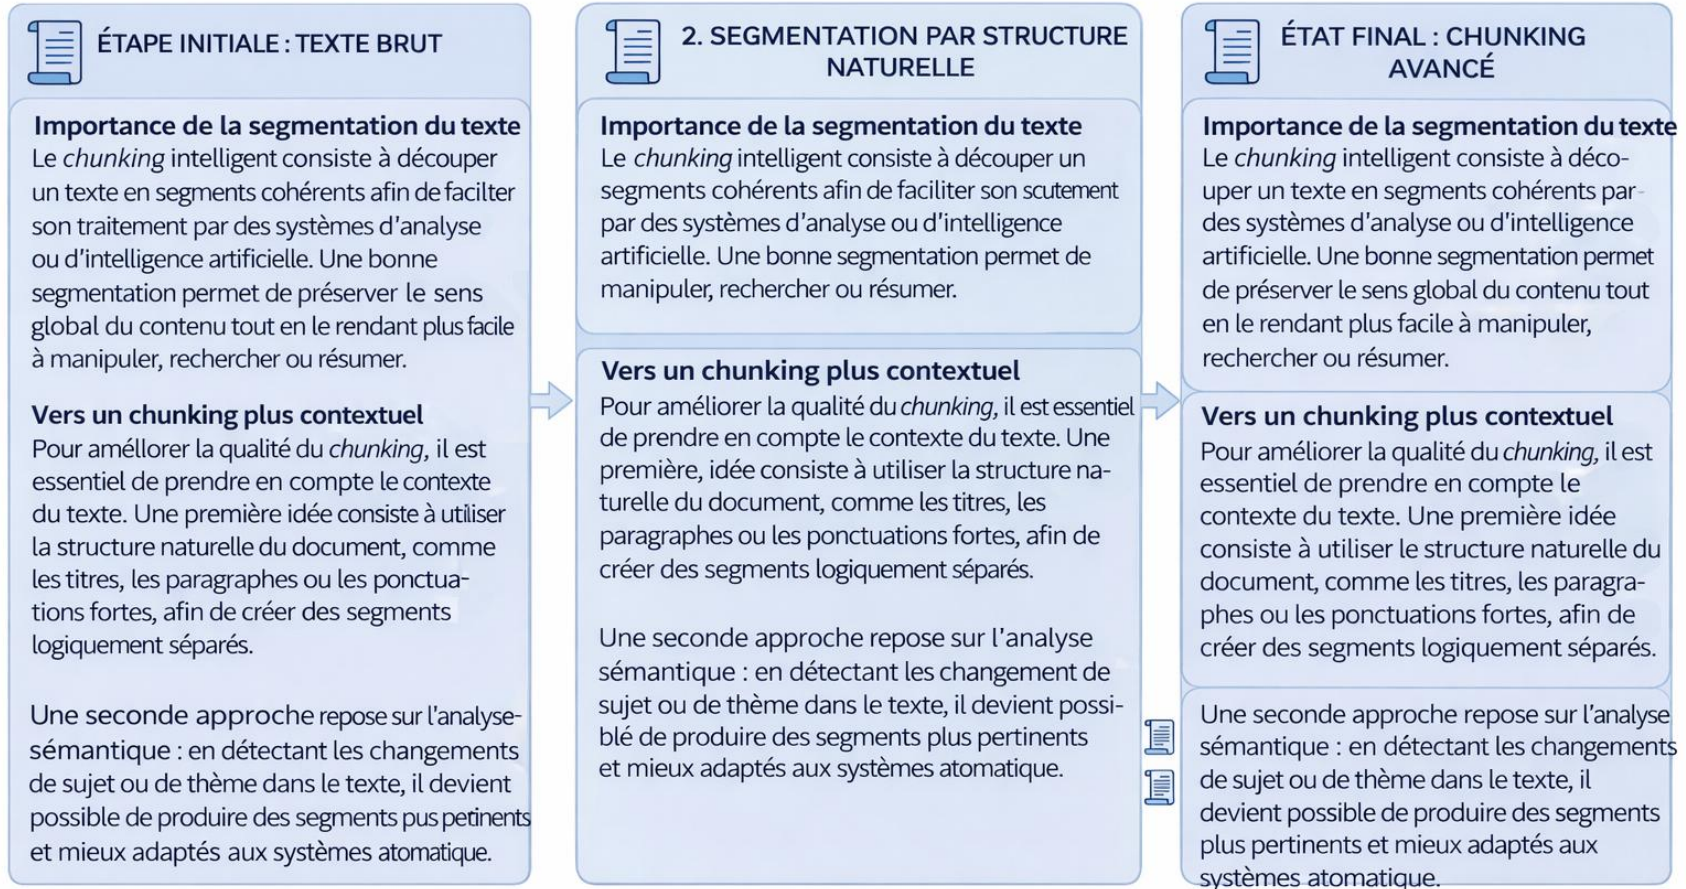 ÉTAPE INITIALE : TEXTE BRUT
Importance de la segmentation du texte
Le chunking intelligent consiste à découper
un texte en segments cohérents afin de facilter
son traitement par des systèmes d'analyse
ou d'intelligence artificielle. Une bonne
segmentation permet de préserver le sens
global du contenu tout en le rendant plus facile
à manipuler, rechercher ou résumer.
Vers un chunking plus contextuel
Pour améllorer la qualité du chunking, il est
essentiel de prendre en compte le contexte
du texte. Une première idée consiste à utiliser
la structure naturelle du document, comme
les titres, les paragraphes ou les ponctua-
tions fortes, afin de créer des segments
logiquement séparés.
Une seconde approche repose sur l'analyse-
sémantique : en détectant les changements
de sujet ou de thème dans le texte, il devient
possible de produire des segments pus petinents
et mieux adaptés aux systèmes atomatique.
2. SEGMENTATION PAR STRUCTURE
NATURELLE
Importance de la segmentation du texte
Le chunking intelligent consiste à découper un
segments cohérents afin de faciliter son scutement
par des systèmes d'analyse ou d'intelligence
artificielle. Une bonne segmentation permet de
manipuler, rechercher ou résumer.
Vers un chunking plus contextuel
Pour améliorer la qualité du chunking, il est essentiel
de prendre en compte le contexte du texte. Une
première, idée consiste à utiliser la structure na-
turelle du document, comme les titres, les
paragraphes ou les ponctuations fortes, afin de
créer des segments logiquement séparés.
Une seconde approche repose sur l'analyse
sémantique : en détectant les changement de
sujet ou de thème dans le texte, il devient possi-
blé de produire des segments plus pertinents
et mieux adaptés aux systèmes atomatique.
ÉTAT FINAL : CHUNKING
AVANCÉ
Importance de la segmentation du texte
Le chunking intelligent consiste à déco-
uper un texte en segments cohérents par-
des systèmes d'analyse ou d'intelligence
artificielle. Une bonne segmentation permet
de préserver le sens global du contenu tout
en le rendant plus facile à manipuler,
rechercher ou résumer.
Vers un chunking plus contextuel
Pour améliorer la qualité du chunking, il est
essentiel de prendre en compte le
contexte du texte. Une première idée
consiste à utiliser le structure naturelle du
document, comme les titres, les paragra-
phes ou les ponctuations fortes, afin de
créer des segments logiquement séparés.
Une seconde approche repose sur l'analyse
sémantique : en détectant les changements
de sujet ou de thème dans le texte, il
devient possible de produire des segments
plus pertinents et mieux adaptés aux
systèmes atomatique.